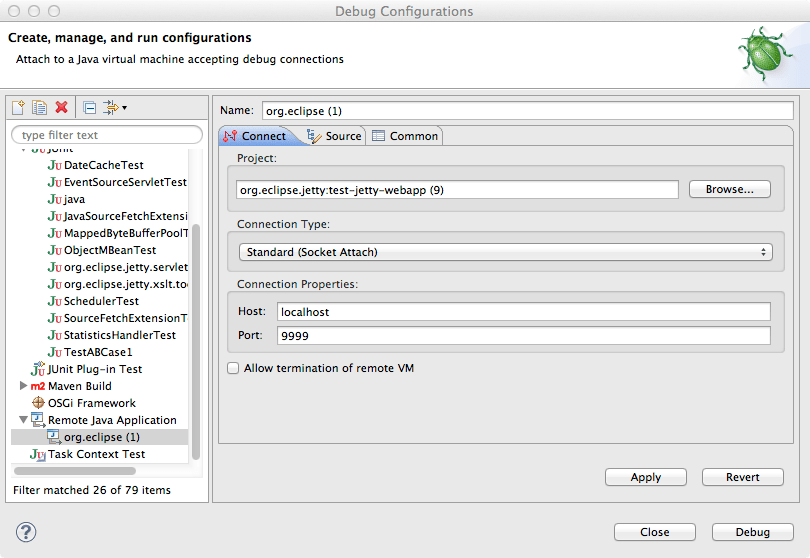 Debug Configurations
Create, manage, and run configurations
Attach to a Java virtual machine accepting debug connections
type filter text
JUnit
DateCacheTest
EventSourceServletTest
java
JavaSourceFetchExtensi
MappedByteBufferPoolT
ObjectMBeanTest
org.eclipse.jetty.servlet
org.eclipse.jetty.xslt.to
SchedulerTest
SourceFetchExtensionT
StatisticsHandlerTest
TestABCase1
JUnit Plug-in Test
m2 Maven Build
OSGi Framework
Remote Java Application
org.eclipse (1)
Task Context Test
Filter matched 26 of 79 items
Name: org.eclipse (1)
Connect Source Common
Project:
org.eclipse.jetty:test-jetty-webapp (9) Browse...
Connection Type:
Standard (Socket Attach)
Connection Properties:
Host: localhost
Port: 9999
Allow termination of remote VM
Apply Revert
? Close Debug